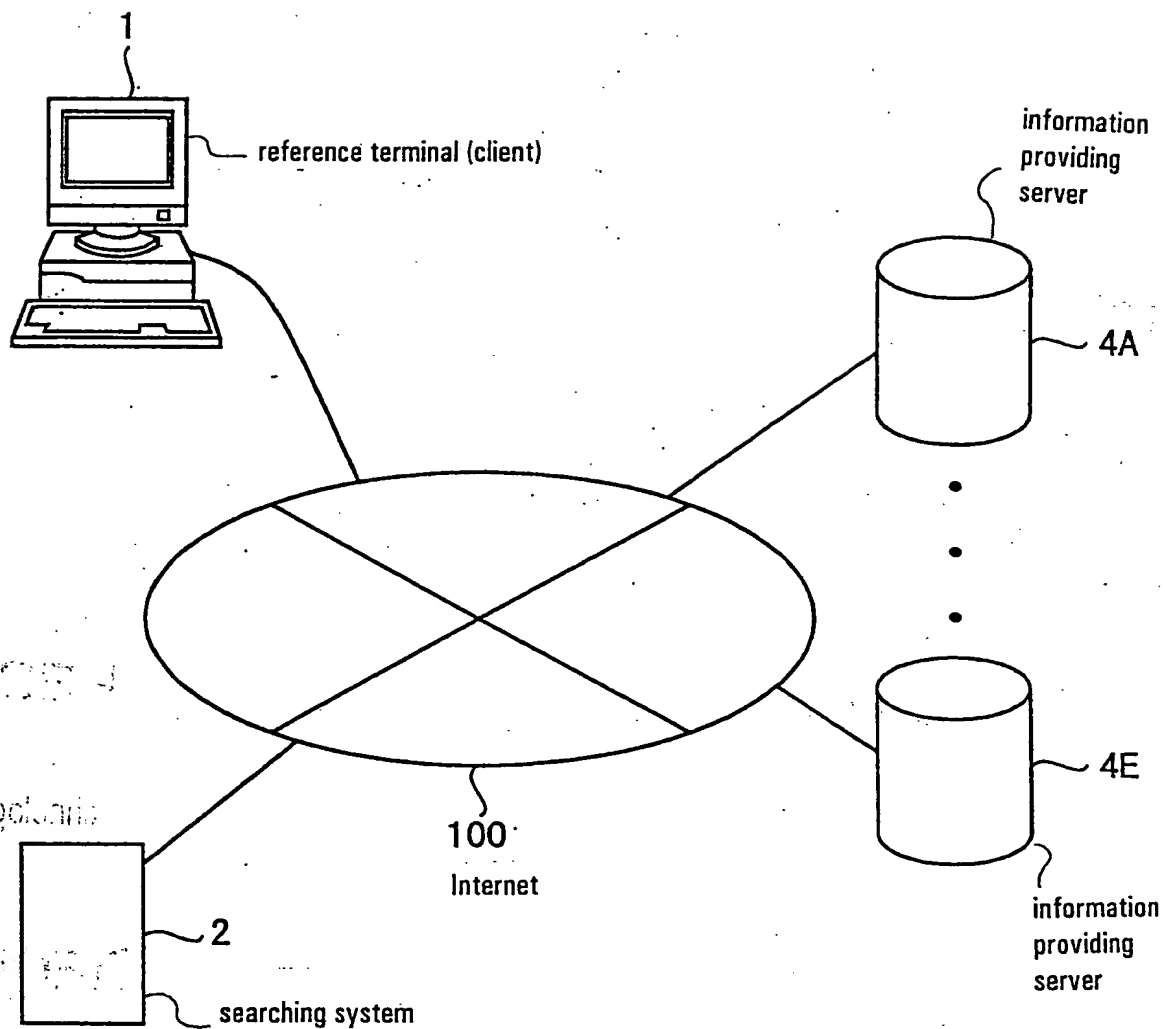 1
reference terminal (client)
information
providing
server
4A
4E
100
Internet
information
providing
server
2
searching system